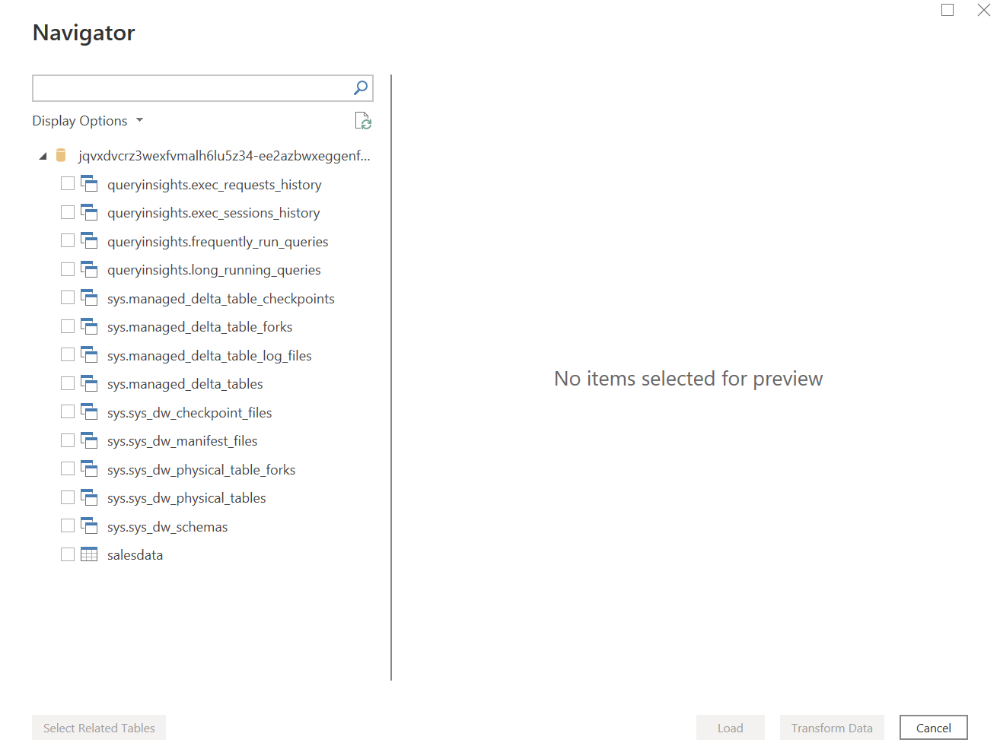 Navigator
Display Options
jqvxdvcrz3wexfvmalh6lu5z34-ee2azbwxeggenf...
queryinsights.exec_requests_history
queryinsights.exec_sessions_history
queryinsights.frequently_run_queries
queryinsights.long_running_queries
sys.managed_delta_table_checkpoints
sys.managed_delta_table_forks
sys.managed_delta_table_log_files
sys.managed_delta_tables
sys.sys_dw_checkpoint_files
sys.sys_dw_manifest_files
sys.sys_dw_physical_table_forks
sys.sys_dw_physical_tables
sys.sys_dw_schemas
salesdata
No items selected for preview
Select Related Tables
Load
Transform Data
Cancel